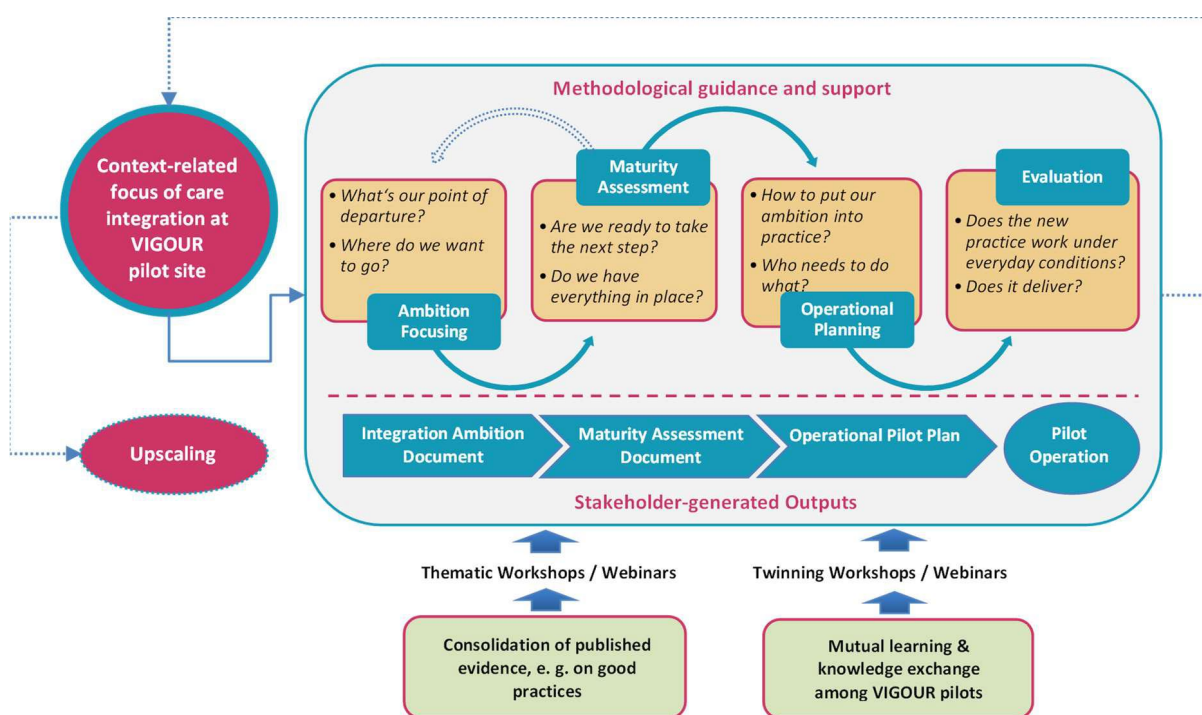 Methodological guidance and support
Context-related
focus of care
integration at
VIGOUR
pilot site
• What's our point of
departure?
• Where do we want
to go?
Ambition
Focusing
Maturity
Assessment
• Are we ready to take
the next step?
• Do we have
everything in place?
• How to put our
ambition into
practice?
• Who needs to do
what?
Operational
Planning
Evaluation
• Does the new
practice work under
everyday conditions?
• Does it deliver?
Upscaling
Integration Ambition
Document
Maturity Assessment
Document
Operational Pilot Plan
Pilot
Operation
Stakeholder-generated Outputs
Thematic Workshops / Webinars
Twinning Workshops / Webinars
Consolidation of published
evidence, e. g. on good
practices
Mutual learning &
knowledge exchange
among VIGOUR pilots